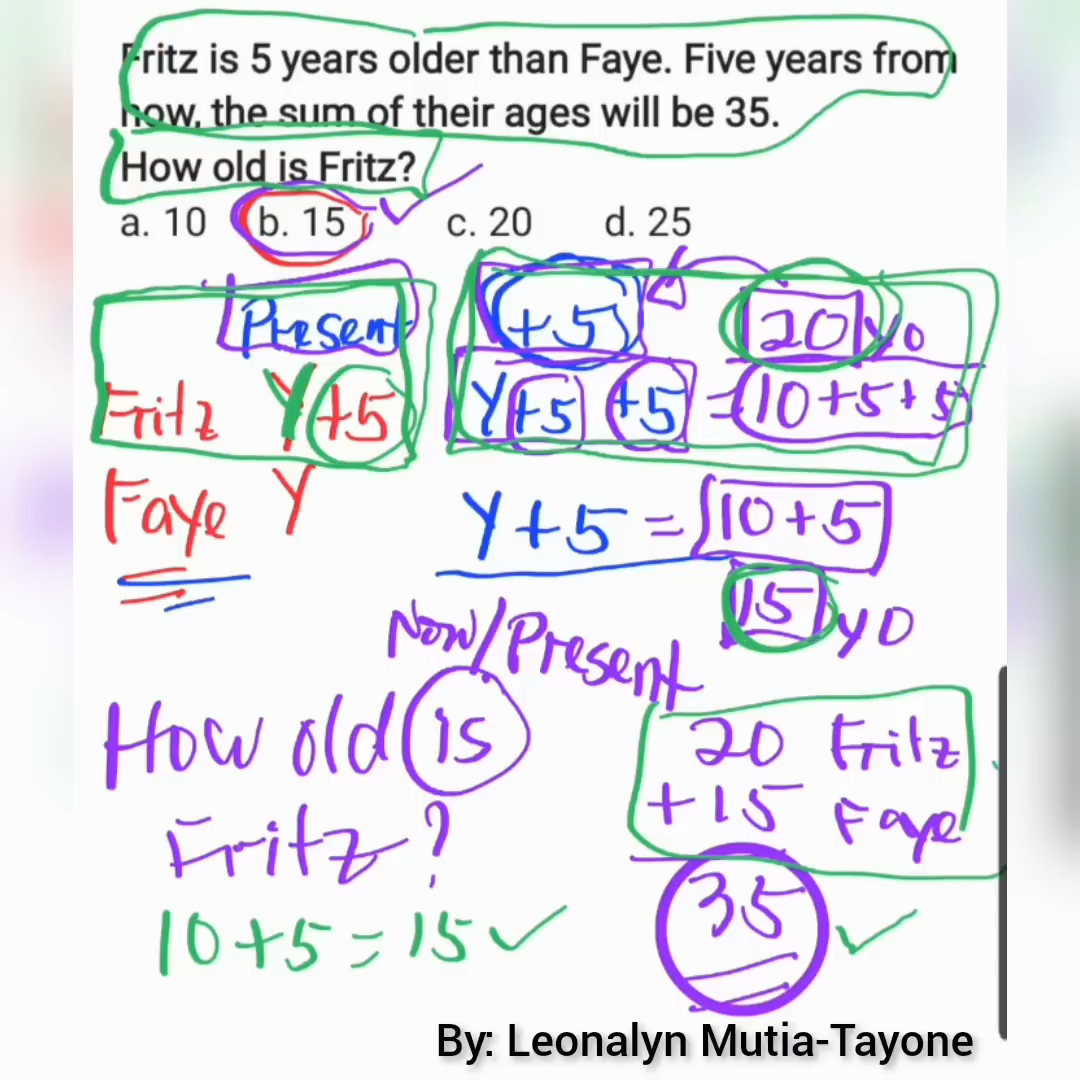 Fritz is 5 years older than Faye. Five years from
now, the sum of their ages will be 35.
How old is Fritz?
a. 10 b. 15 c. 20 d. 25
Present +5 20 yo
Fritz Y+5 Y+5 +5 = 10+5+5
Faye Y Y+5 = 10+5
15 yo
Now/Present
How old is
Fritz?
20 Fritz
+15 Faye
35
10+5=15
By: Leonalyn Mutia-Tayone